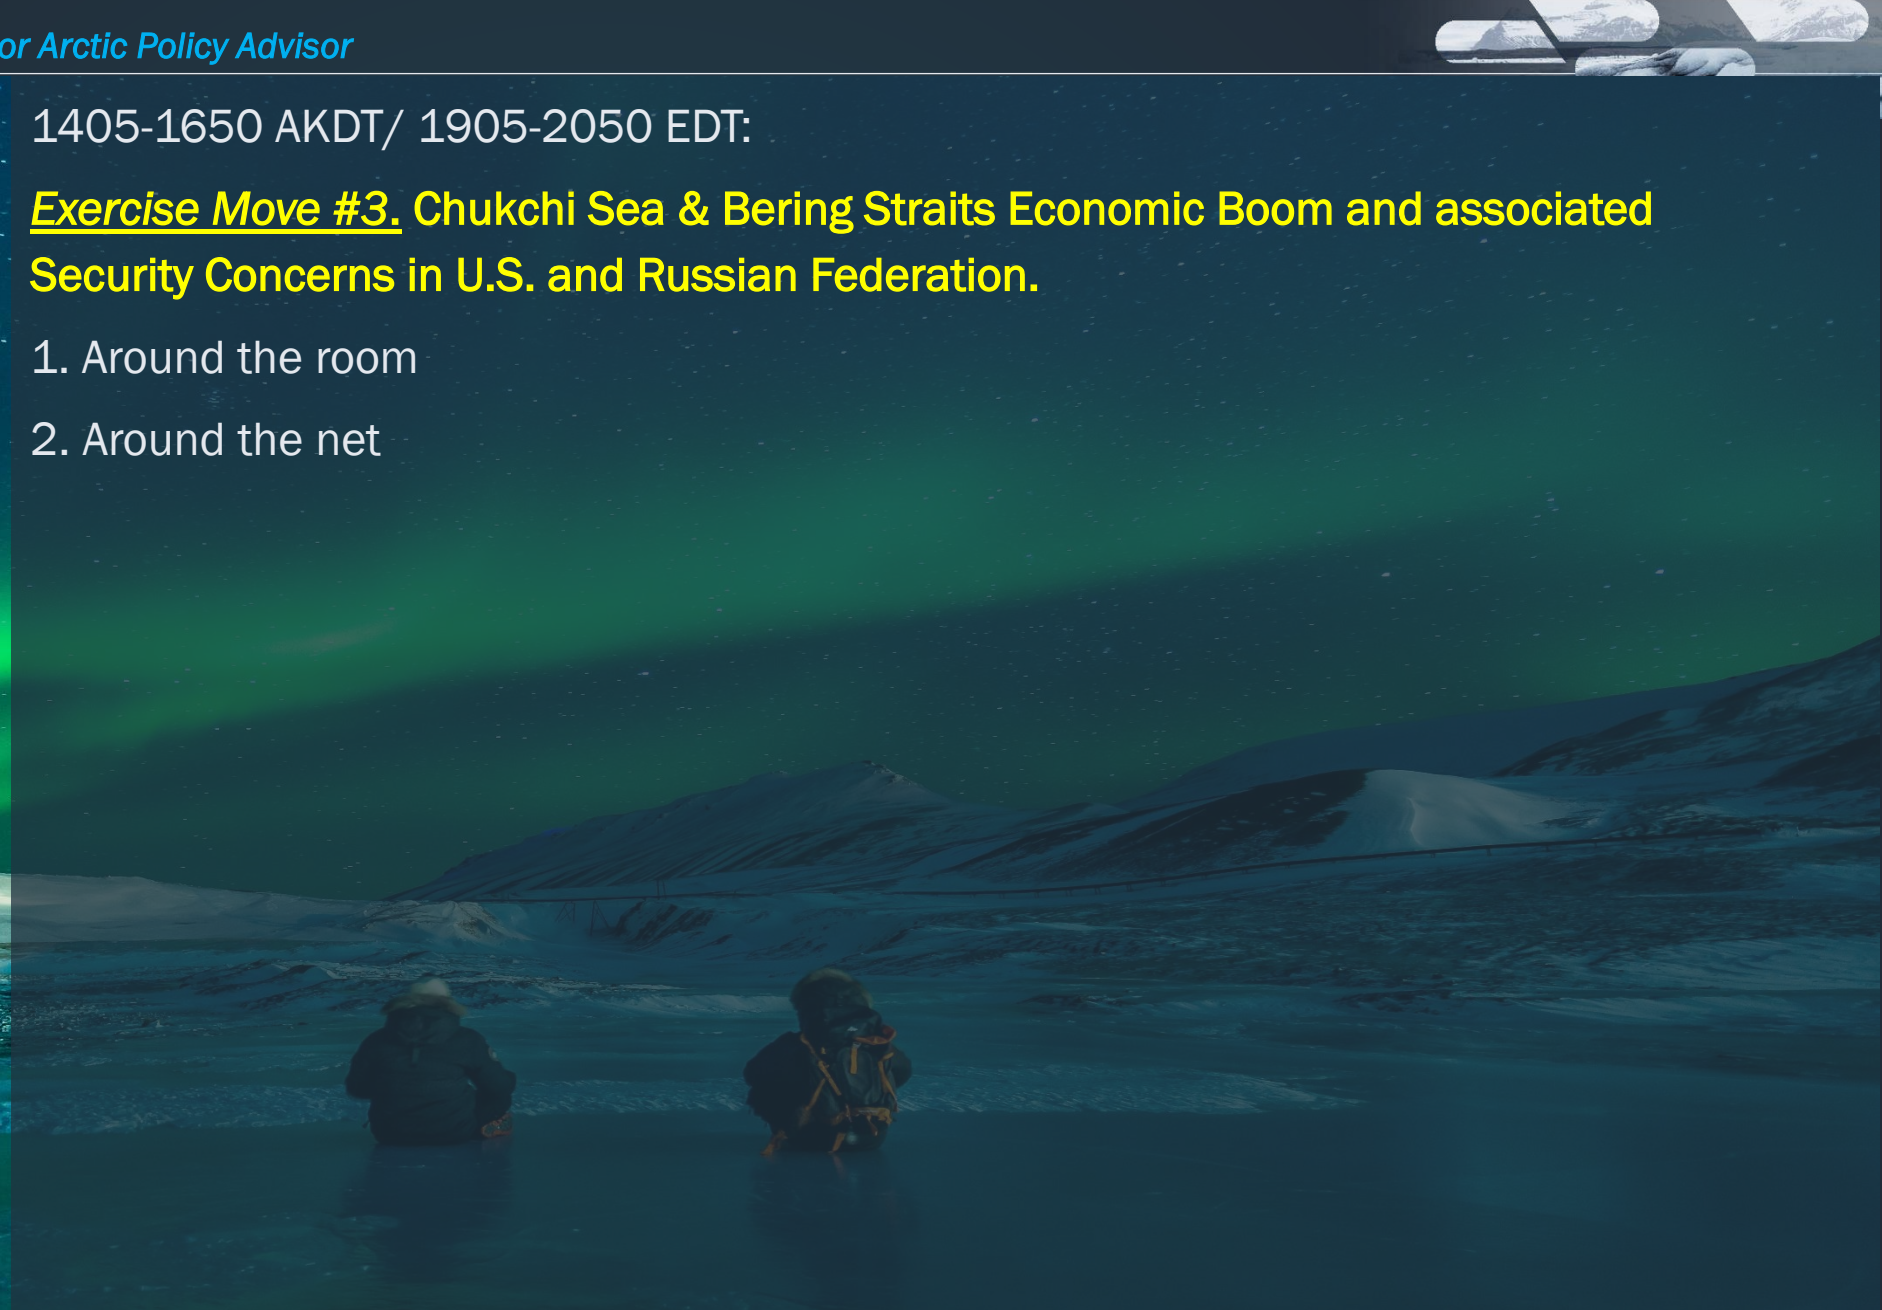 or Arctic Policy Advisor
1405-1650 AKDT/ 1905-2050 EDT:
Exercise Move #3. Chukchi Sea & Bering Straits Economic Boom and associated
Security Concerns in U.S. and Russian Federation.
1. Around the room
2. Around the net